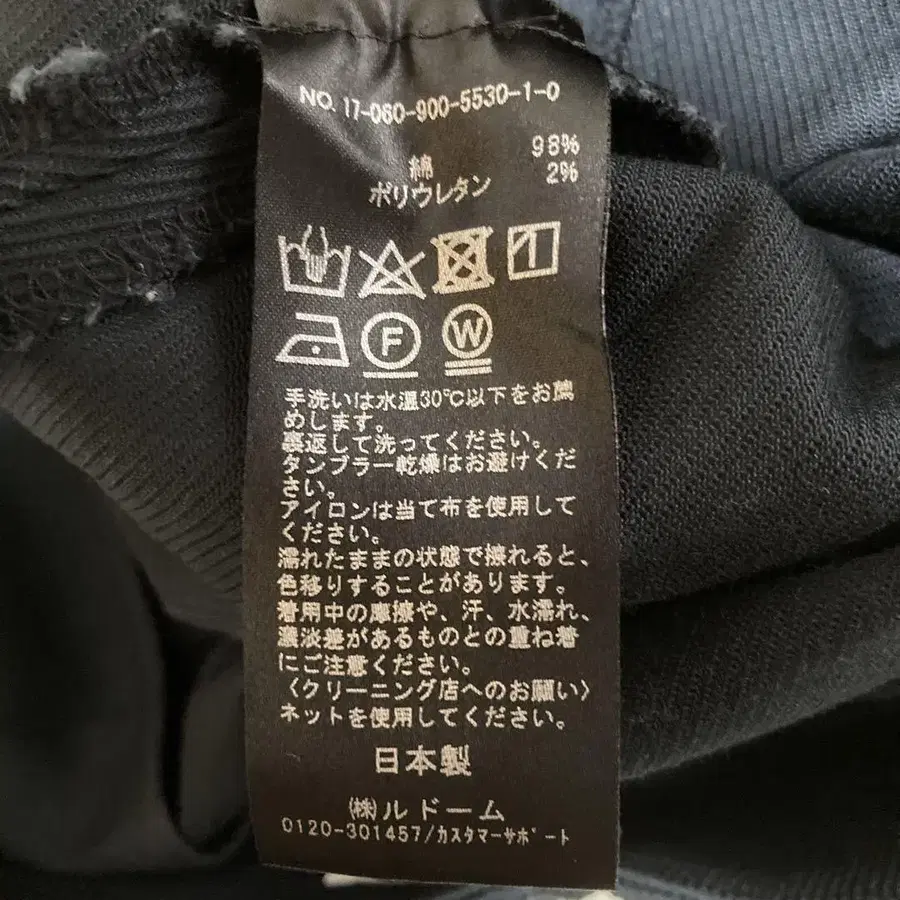 NO. 17-060-900-5530-1-0
綿 98%
ポリウレタン 2%
F W
手洗いは水温30℃以下をお薦
めします。
裏返して洗ってください。
タンブラー乾燥はお避けくだ
さい。
アイロンは当て布を使用して
ください。
濡れたままの状態で擦れると、
色移りすることがあります。
着用中の摩擦や、汗、水濡れ、
濃淡差があるものとの重ね着
にご注意ください。
〈クリーニング店へのお願い〉
ネットを使用してください。
日本製
㈱ルドーム
0120-301457/カスタマーサポート